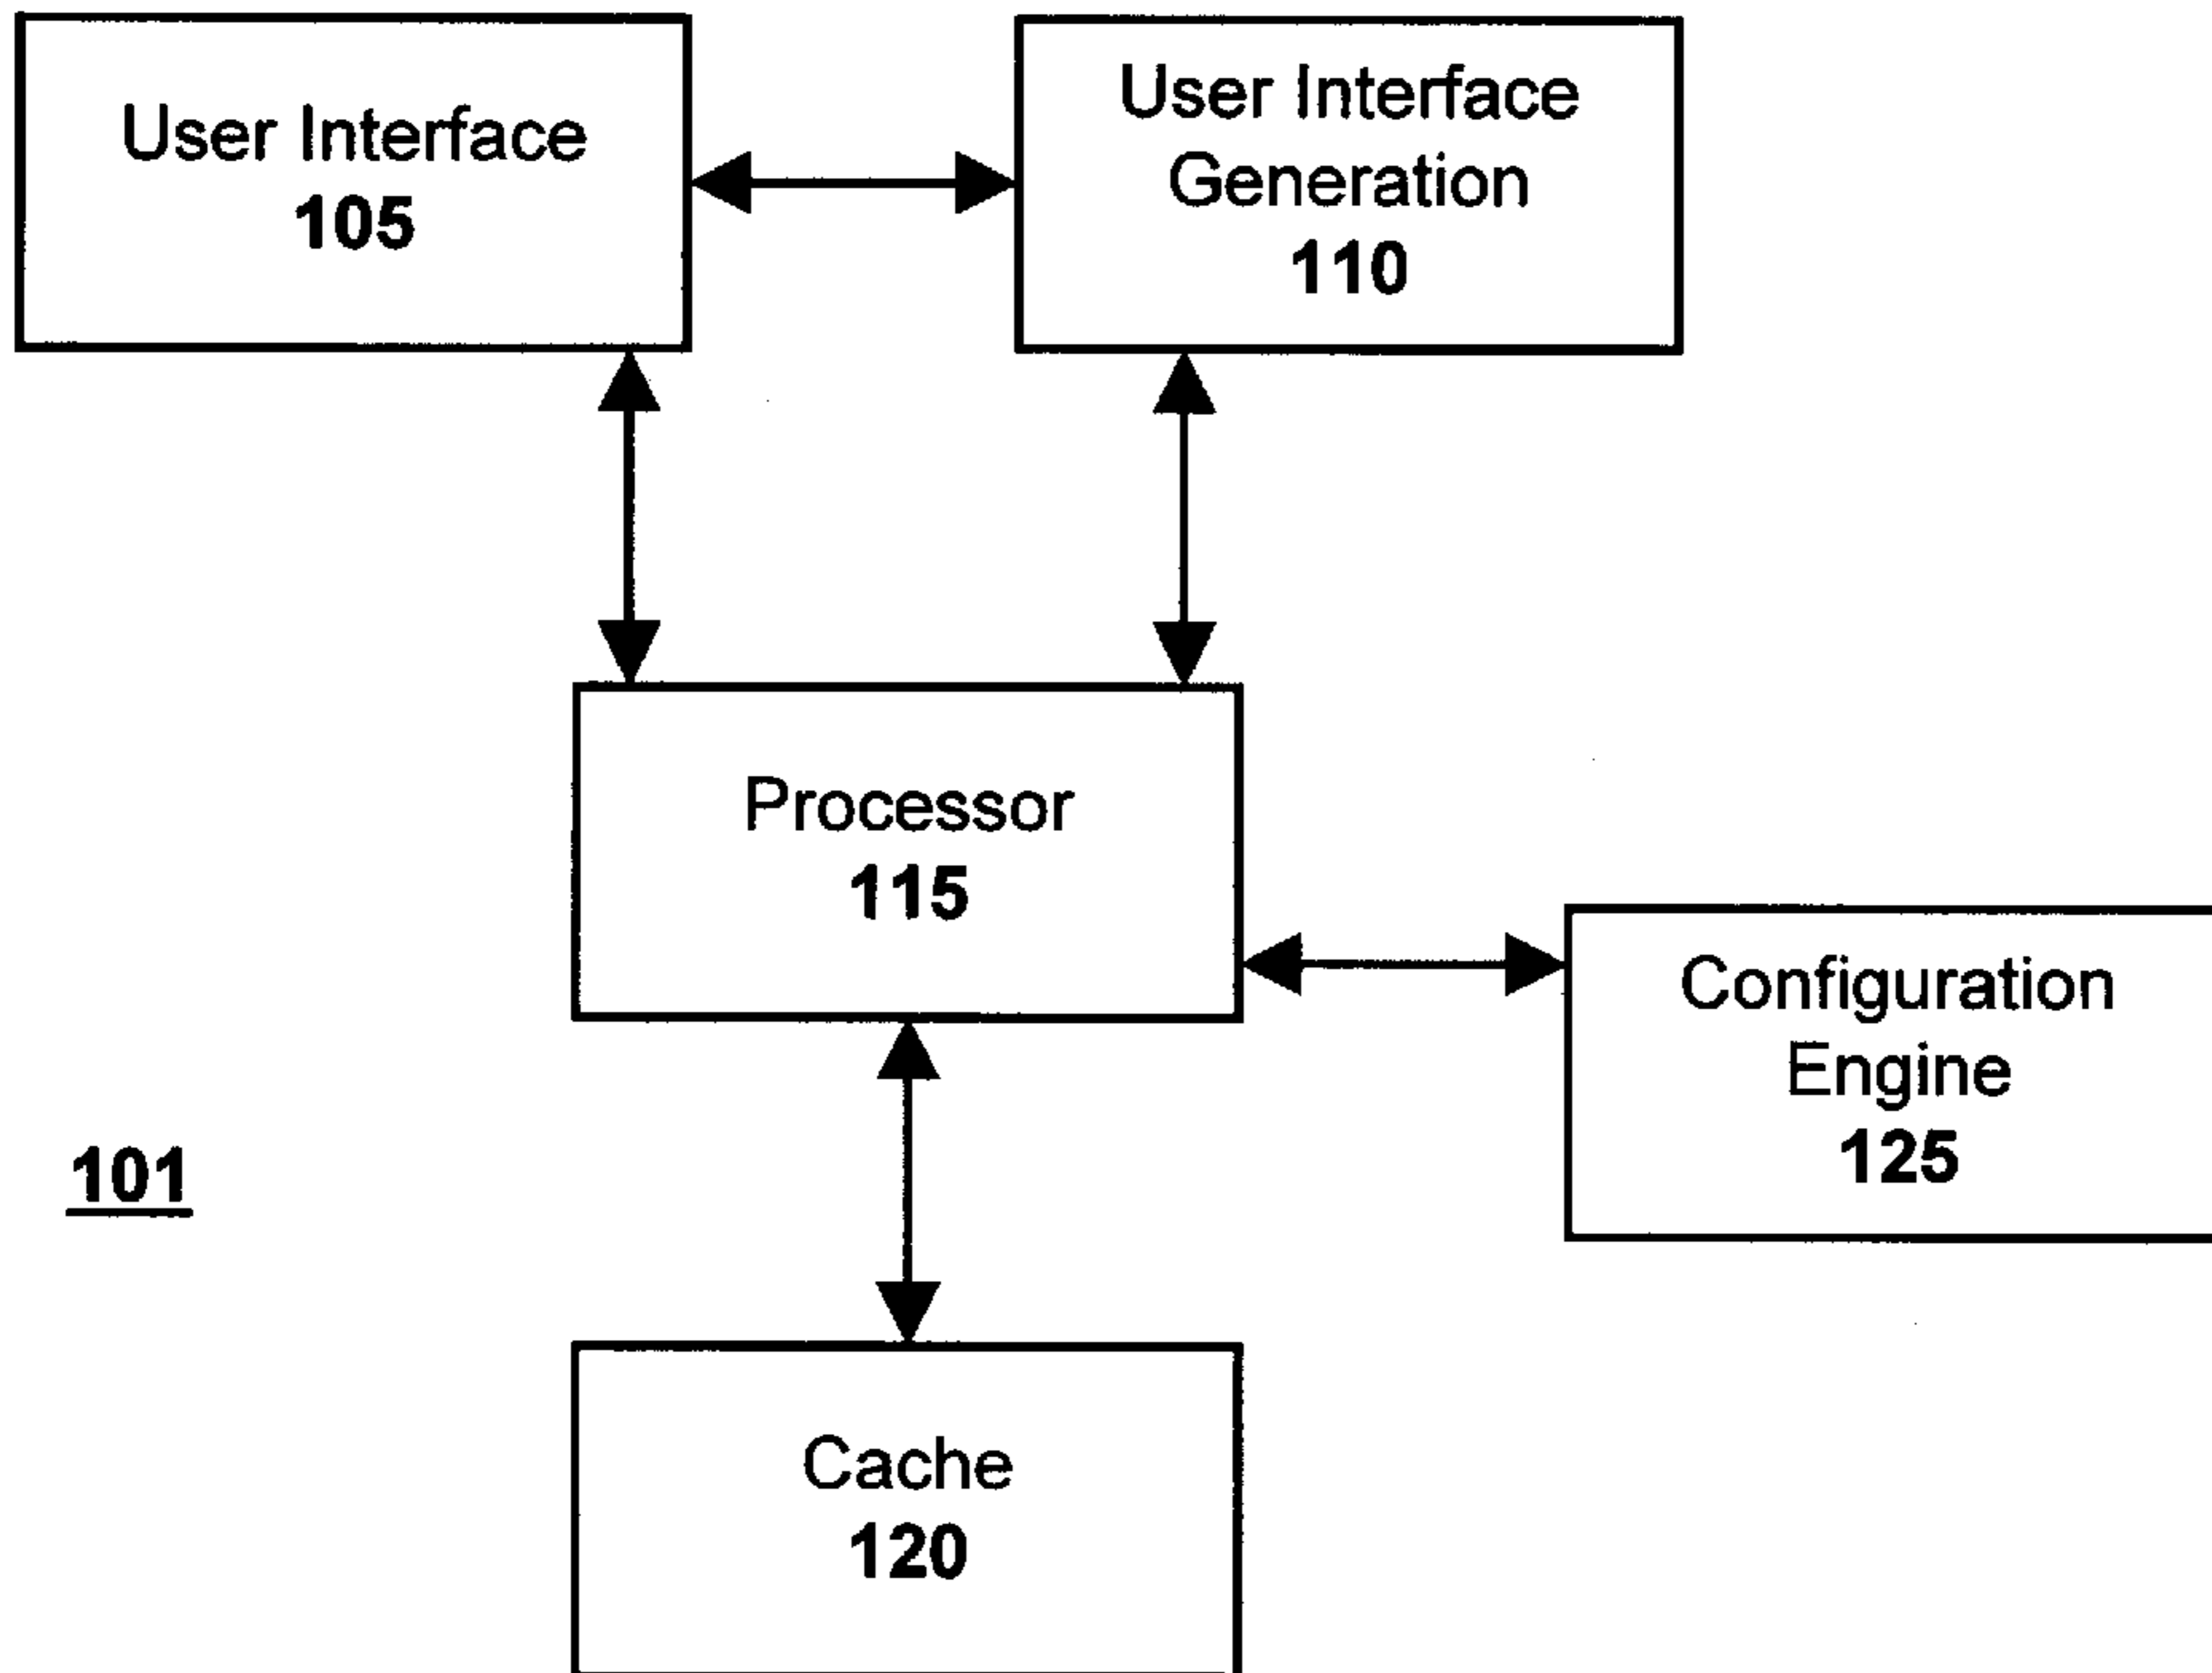 User Interface
105
User Interface
Generation
110
Processor
115
Configuration
Engine
125
101
Cache
120